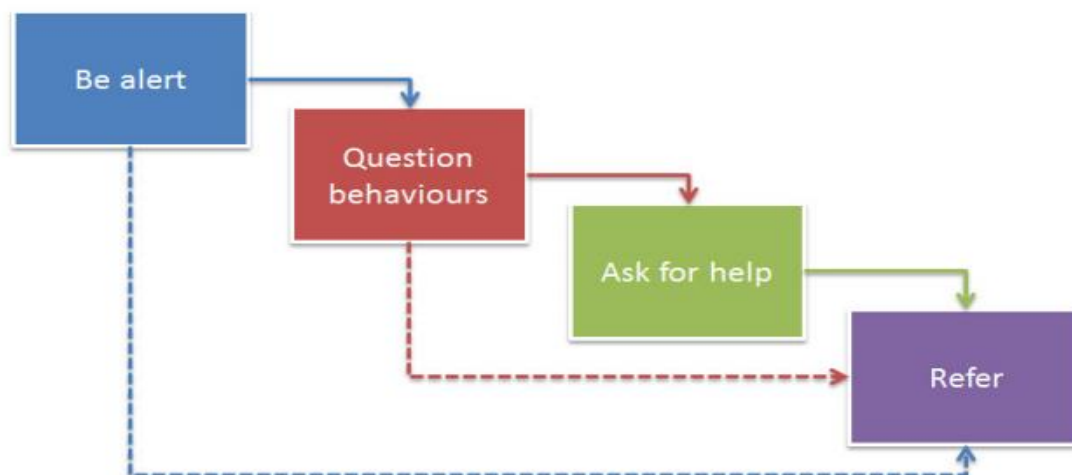 Be alert
Question
behaviours
Ask for help
Refer